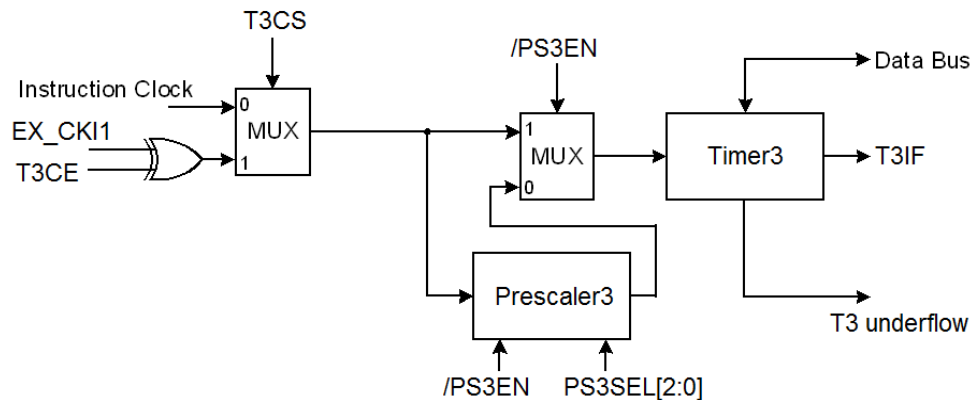 T3CS
/PS3EN
Data Bus
Instruction Clock
0
EX_CKI1
MUX
1
MUX
Timer3
T3IF
T3CE
1
0
Prescaler3
T3 underflow
/PS3EN
PS3SEL[2:0]